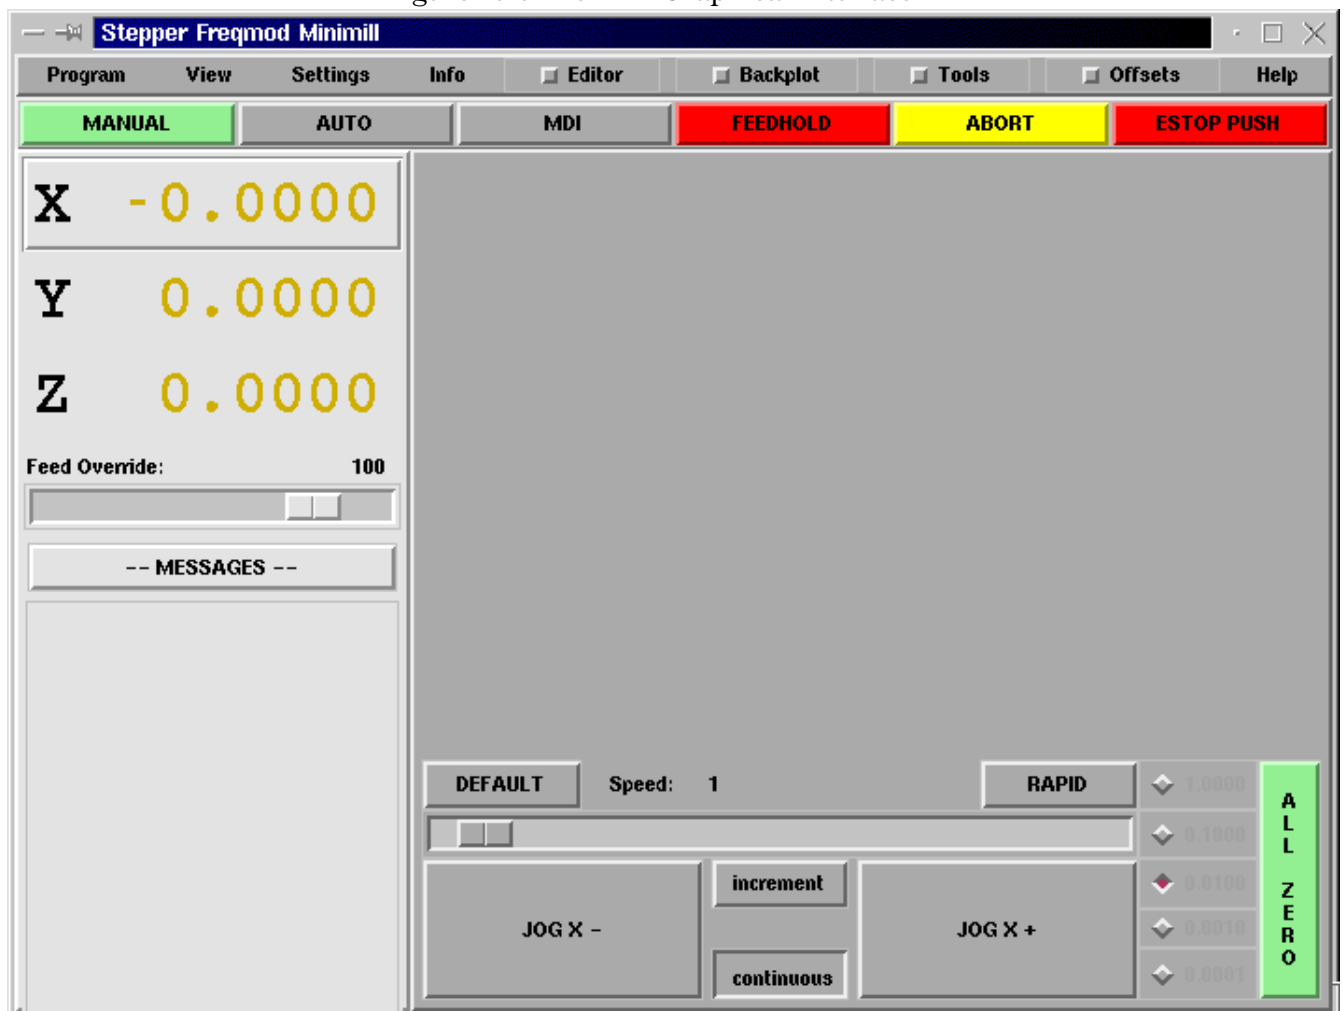 Stepper Freqmod Minimill
Program View Settings Info Editor Backplot Tools Offsets Help
MANUAL AUTO MDI FEEDHOLD ABORT ESTOP PUSH
X -0.0000
Y 0.0000
Z 0.0000
Feed Override: 100
-- MESSAGES --
DEFAULT Speed: 1 RAPID 1.0000
0.1000
increment 0.0100
JOG X - JOG X + 0.0010
continuous 0.0001
ALL ZERO